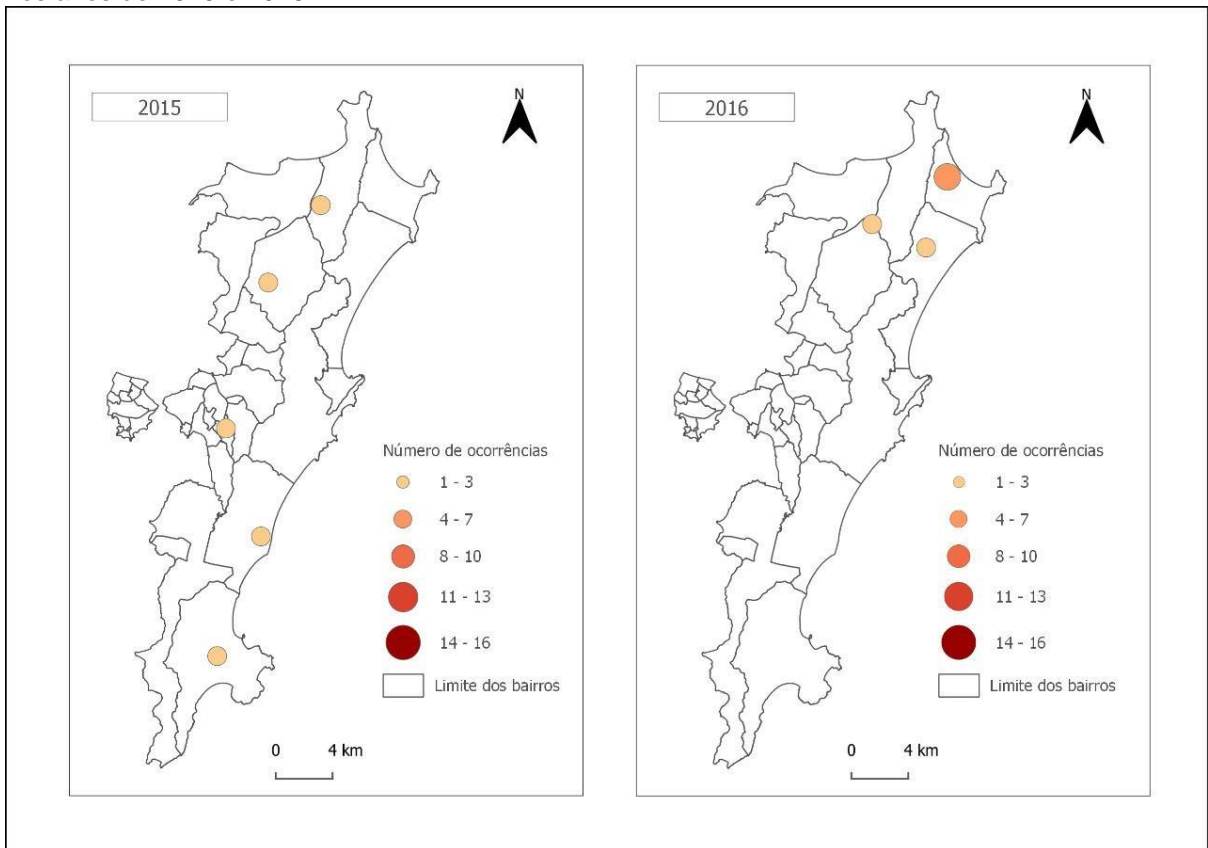 2015
N
Número de ocorrências
1 - 3
4 - 7
8 - 10
11 - 13
14 - 16
Limite dos bairros
0 4 km
2016
N
Número de ocorrências
1 - 3
4 - 7
8 - 10
11 - 13
14 - 16
Limite dos bairros
0 4 km